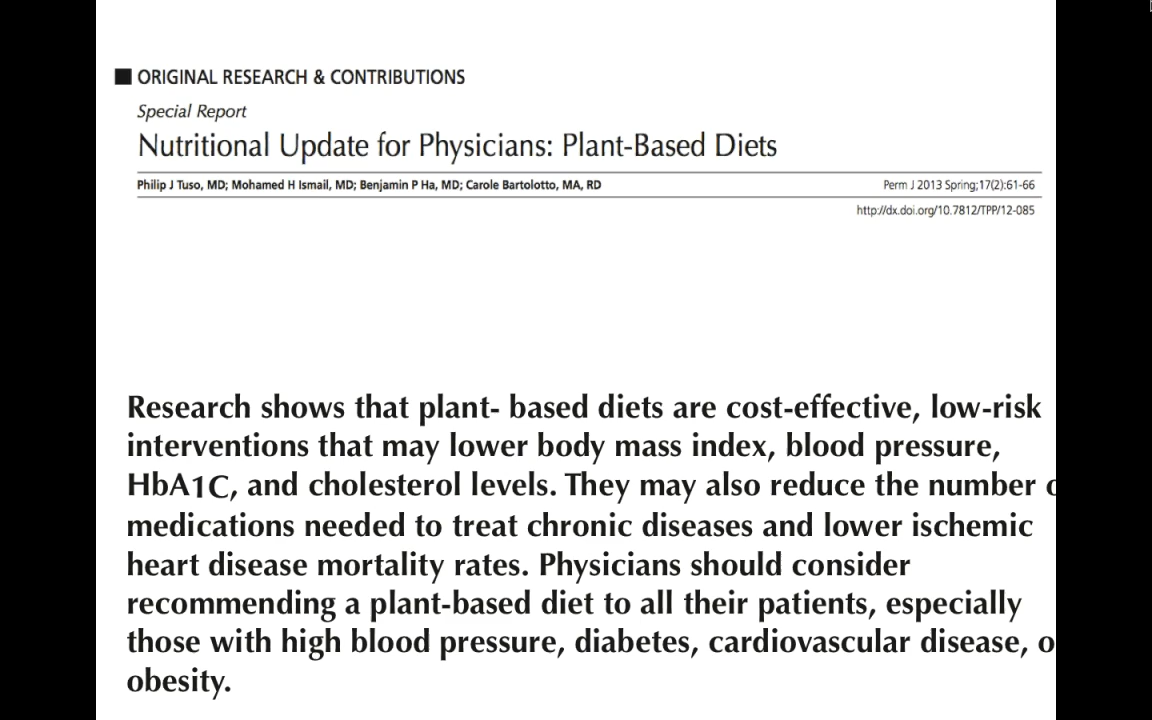 ORIGINAL RESEARCH & CONTRIBUTIONS
Special Report
Nutritional Update for Physicians: Plant-Based Diets
Philip J Tuso, MD; Mohamed H Ismail, MD; Benjamin P Ha, MD; Carole Bartolotto, MA, RD
Perm J 2013 Spring;17(2):61-66
http://dx.doi.org/10.7812/TPP/12-085
Research shows that plant- based diets are cost-effective, low-risk
interventions that may lower body mass index, blood pressure,
HbA1C, and cholesterol levels. They may also reduce the number
medications needed to treat chronic diseases and lower ischemic
heart disease mortality rates. Physicians should consider
recommending a plant-based diet to all their patients, especially
those with high blood pressure, diabetes, cardiovascular disease,
obesity.